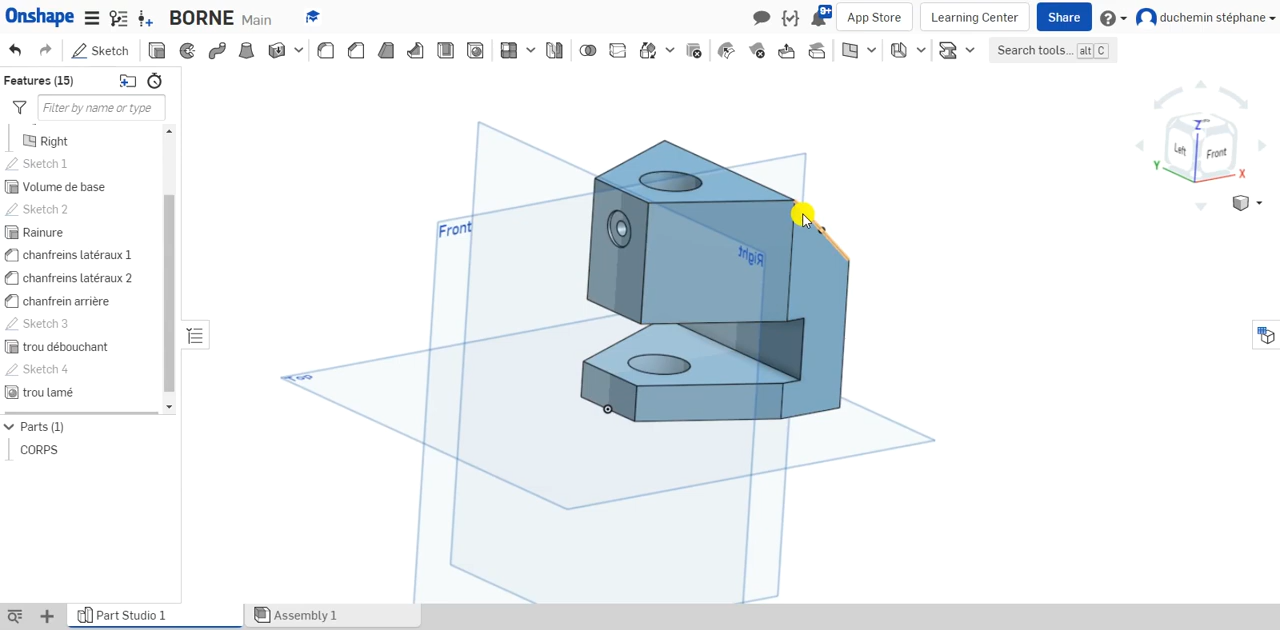 Onshape BORNE Main 9+ App Store Learning Center Share duchemin stéphane
Sketch Search tools... alt C
Features (15)
Filter by name or type
Right
Sketch 1
Volume de base
Sketch 2
Rainure
chanfreins latéraux 1
chanfreins latéraux 2
chanfrein arrière
Sketch 3
trou débouchant
Sketch 4
trou lamé
Parts (1)
CORPS
Front
Right
Top
Z
Left Front
Y X
Part Studio 1 Assembly 1